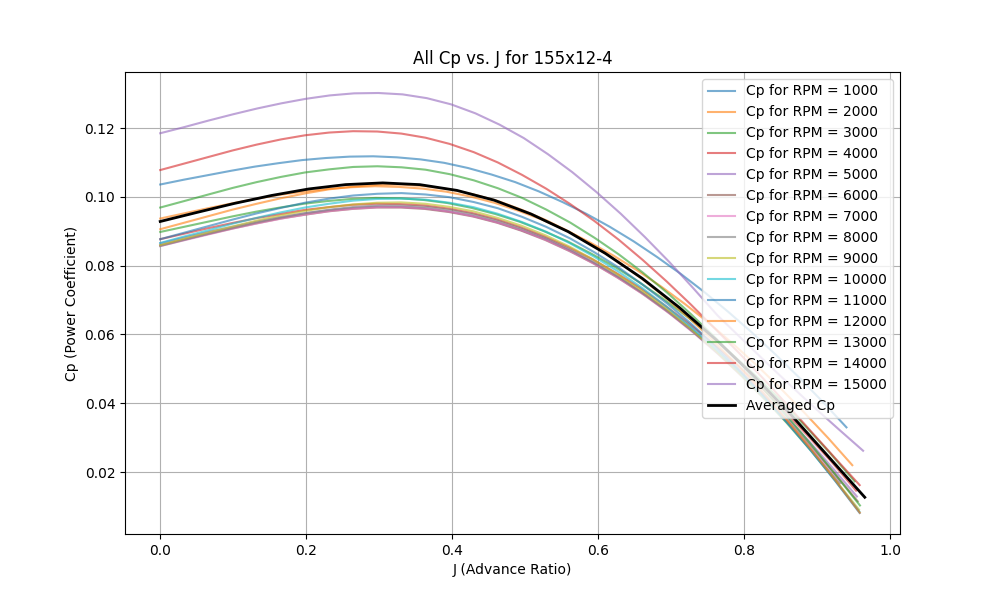 All Cp vs. J for 155x12-4
Cp (Power Coefficient)
0.12
0.10
0.08
0.06
0.04
0.02
0.0
0.2
0.4
0.6
0.8
1.0
J (Advance Ratio)
Cp for RPM = 1000
Cp for RPM = 2000
Cp for RPM = 3000
Cp for RPM = 4000
Cp for RPM = 5000
Cp for RPM = 6000
Cp for RPM = 7000
Cp for RPM = 8000
Cp for RPM = 9000
Cp for RPM = 10000
Cp for RPM = 11000
Cp for RPM = 12000
Cp for RPM = 13000
Cp for RPM = 14000
Cp for RPM = 15000
Averaged Cp